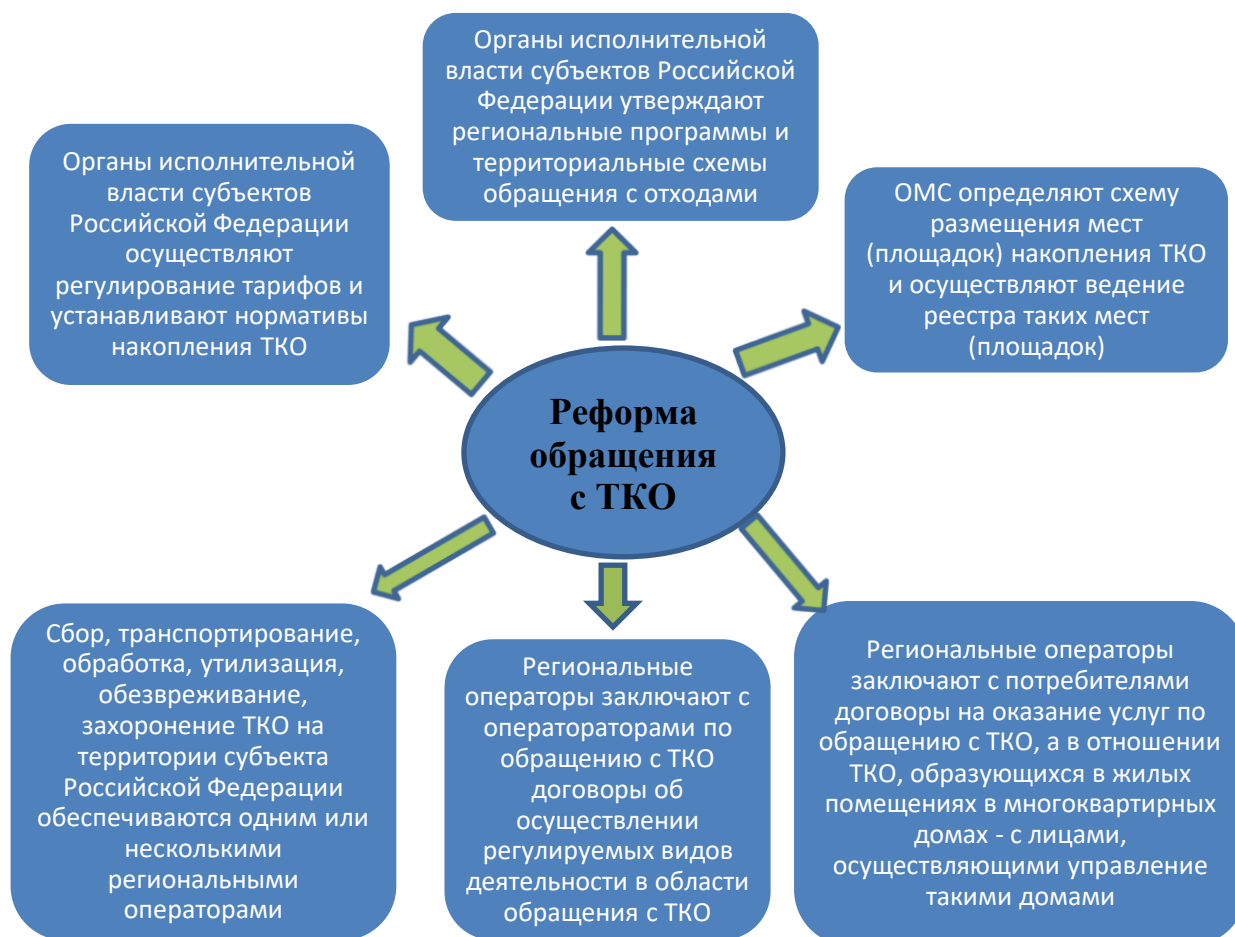 Органы исполнительной
власти субъектов Российской
Федерации утверждают
региональные программы и
территориальные схемы
обращения с отходами
Органы исполнительной
власти субъектов
Российской Федерации
осуществляют
регулирование тарифов и
устанавливают нормативы
накопления ТКО
ОМС определяют схему
размещения мест
(площадок) накопления ТКО
и осуществляют ведение
реестра таких мест
(площадок)
Реформа
обращения
с ТКО
Сбор, транспортирование,
обработка, утилизация,
обезвреживание,
захоронение ТКО на
территории субъекта
Российской Федерации
обеспечиваются одним или
несколькими
региональными
операторами
Региональные
операторы заключают с
оператораторами по
обращению с ТКО
договоры об
осуществлении
регулируемых видов
деятельности в области
обращения с ТКО
Региональные операторы
заключают с потребителями
договоры на оказание услуг по
обращению с ТКО, а в отношении
ТКО, образующихся в жилых
помещениях в многоквартирных
домах - с лицами,
осуществляющими управление
такими домами